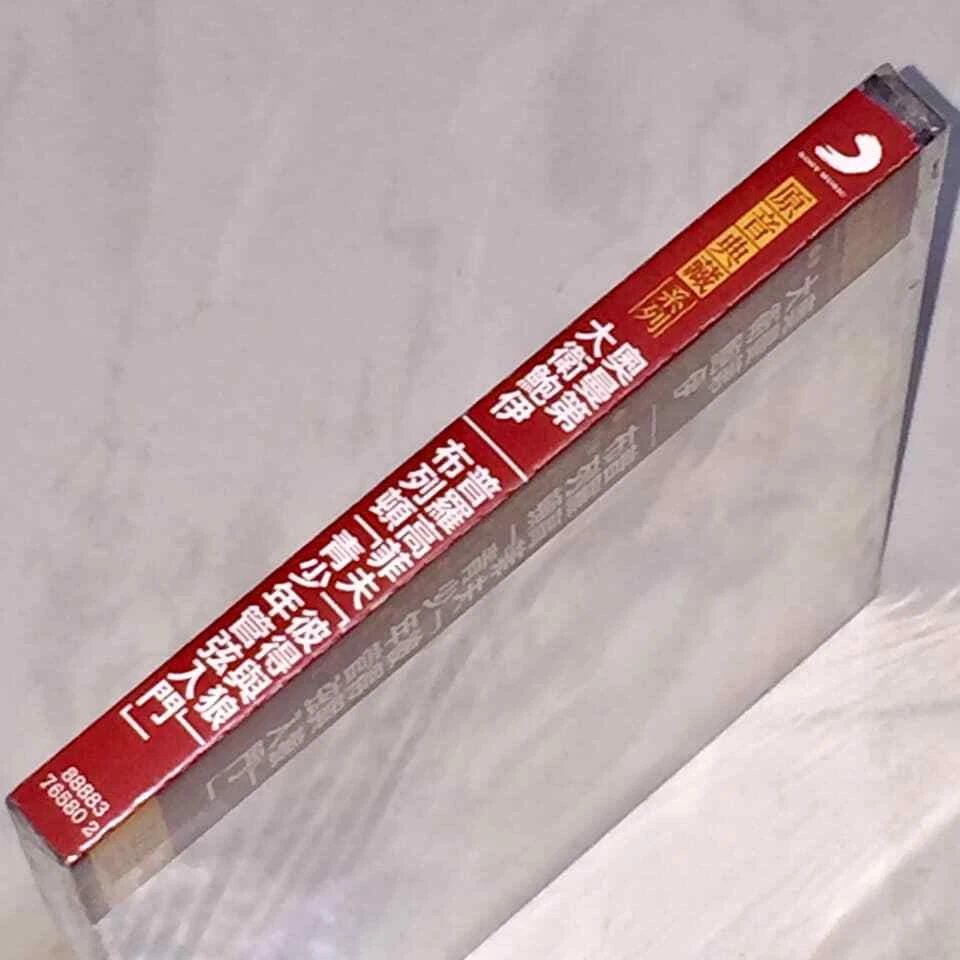 SONY MUSIC
原音典藏系列
奧曼第
大衛鮑伊
普羅高菲夫「彼得與狼」
布列頓「青少年管弦入門」
88883
76580 2